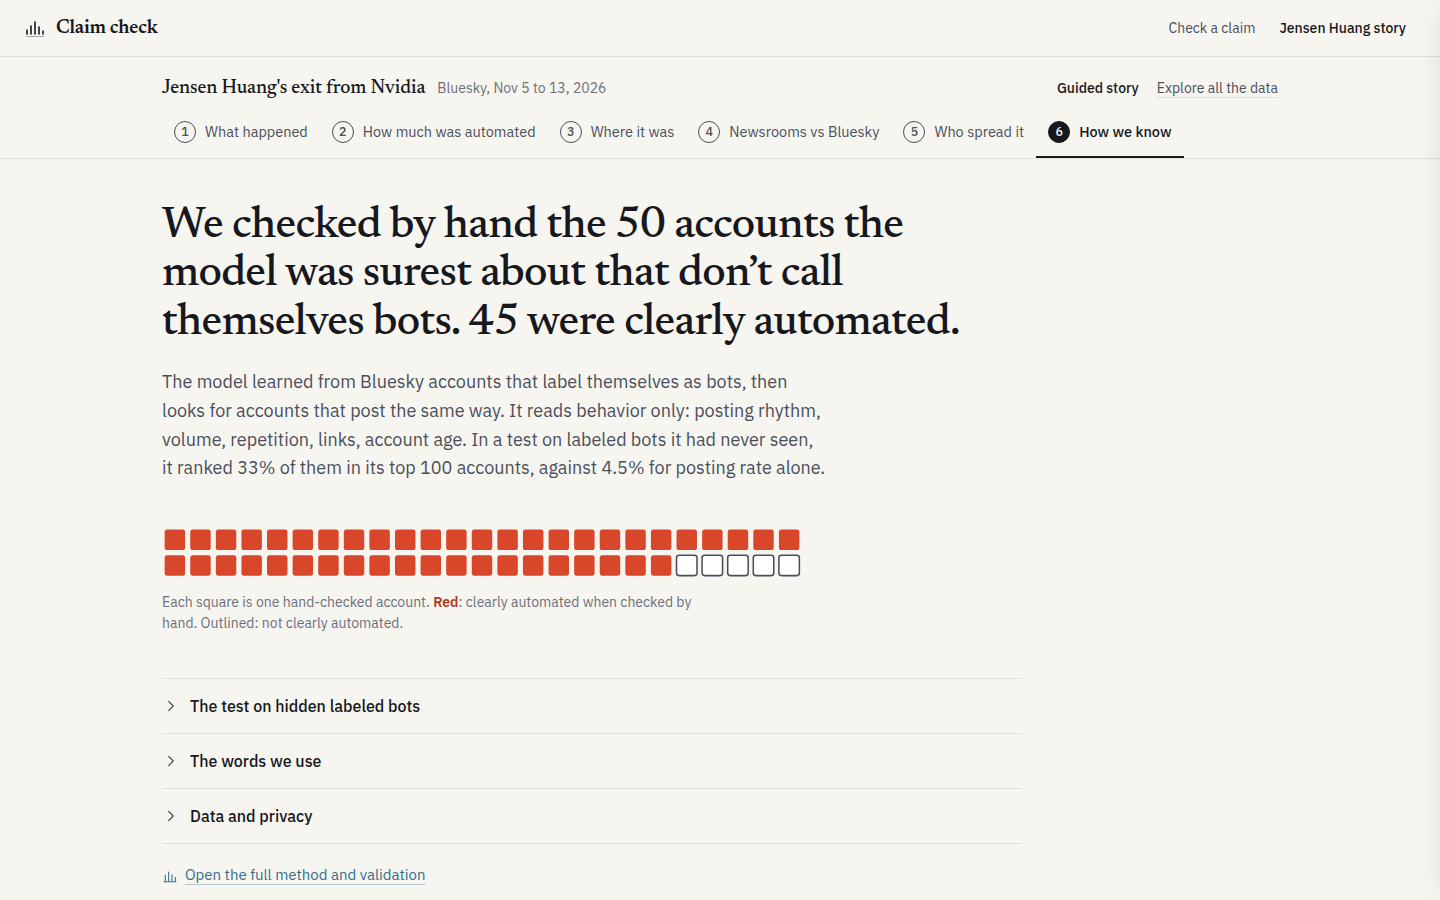 Claim check
Check a claim
Jensen Huang story
Jensen Huang's exit from Nvidia
Bluesky, Nov 5 to 13, 2026
Guided story
Explore all the data
1 What happened
2 How much was automated
3 Where it was
4 Newsrooms vs Bluesky
5 Who spread it
6 How we know
We checked by hand the 50 accounts the
model was surest about that don’t call
themselves bots. 45 were clearly automated.
The model learned from Bluesky accounts that label themselves as bots, then
looks for accounts that post the same way. It reads behavior only: posting rhythm,
volume, repetition, links, account age. In a test on labeled bots it had never seen,
it ranked 33% of them in its top 100 accounts, against 4.5% for posting rate alone.
Each square is one hand-checked account. Red: clearly automated when checked by
hand. Outlined: not clearly automated.
The test on hidden labeled bots
The words we use
Data and privacy
Open the full method and validation